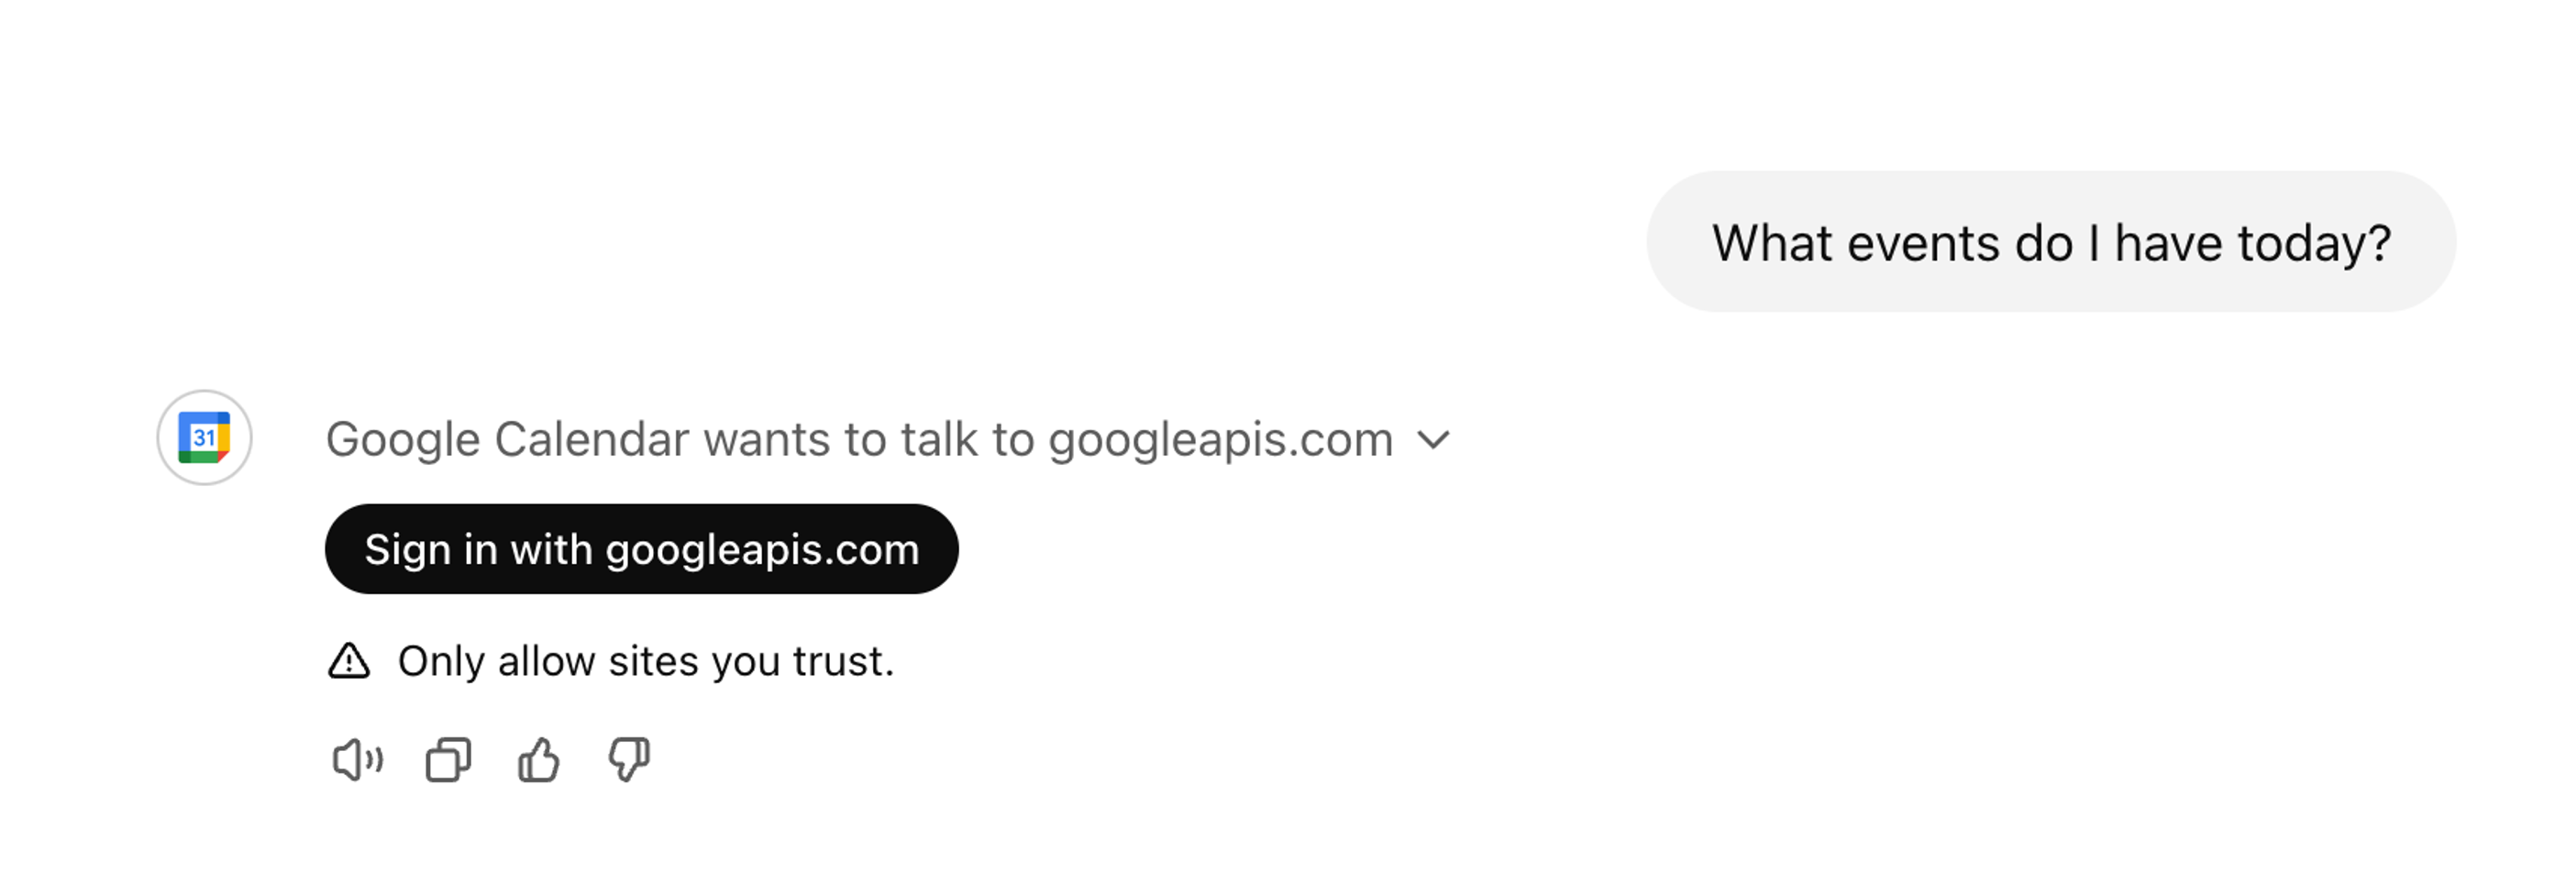 What events do I have today?
31
Google Calendar wants to talk to googleapis.com
Sign in with googleapis.com
Only allow sites you trust.